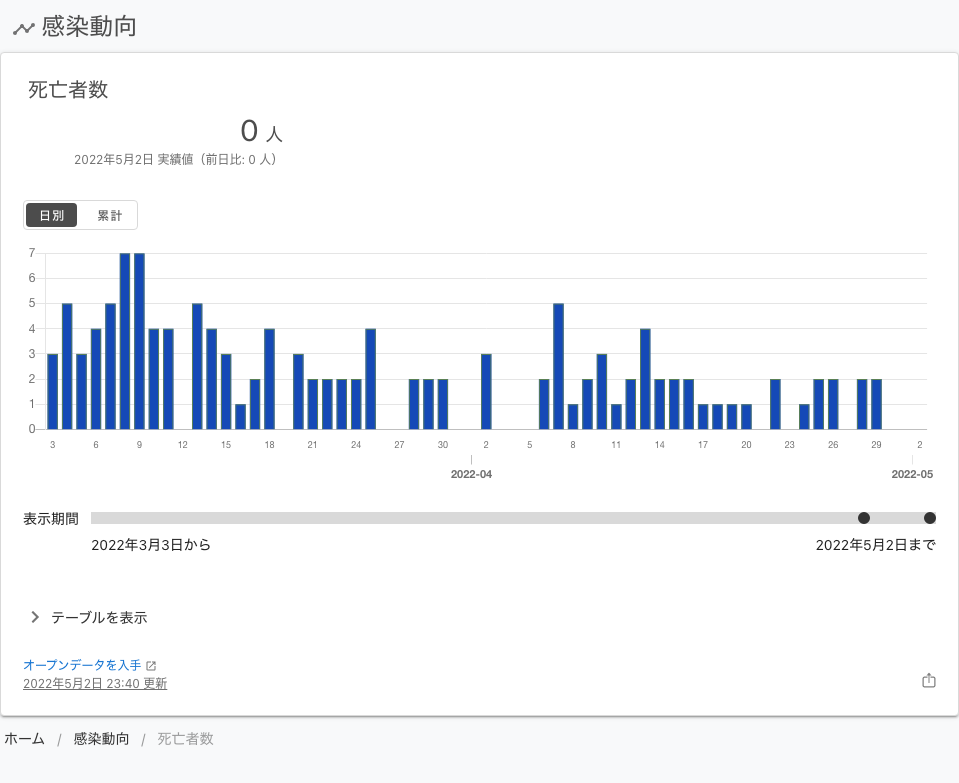 感染動向
死亡者数
0 人
2022年5月2日 実績値（前日比: 0 人）
日別 累計
7
6
5
4
3
2
1
0
3 6 9 12 15 18 21 24 27 30 2 5 8 11 14 17 20 23 26 29 2
2022-04 2022-05
表示期間
2022年3月3日から 2022年5月2日まで
テーブルを表示
オープンデータを入手
2022年5月2日 23:40 更新
ホーム / 感染動向 / 死亡者数